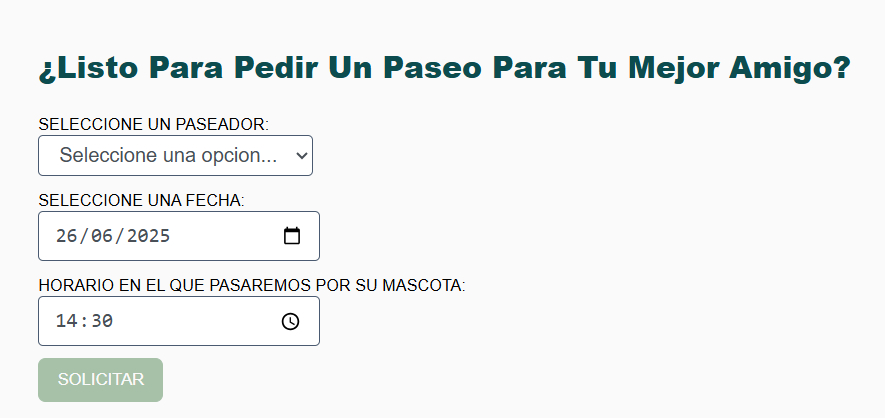 ¿Listo Para Pedir Un Paseo Para Tu Mejor Amigo?
SELECCIONE UN PASEADOR:
Seleccione una opcion...
SELECCIONE UNA FECHA:
26/06/2025
HORARIO EN EL QUE PASAREMOS POR SU MASCOTA:
14:30
SOLICITAR